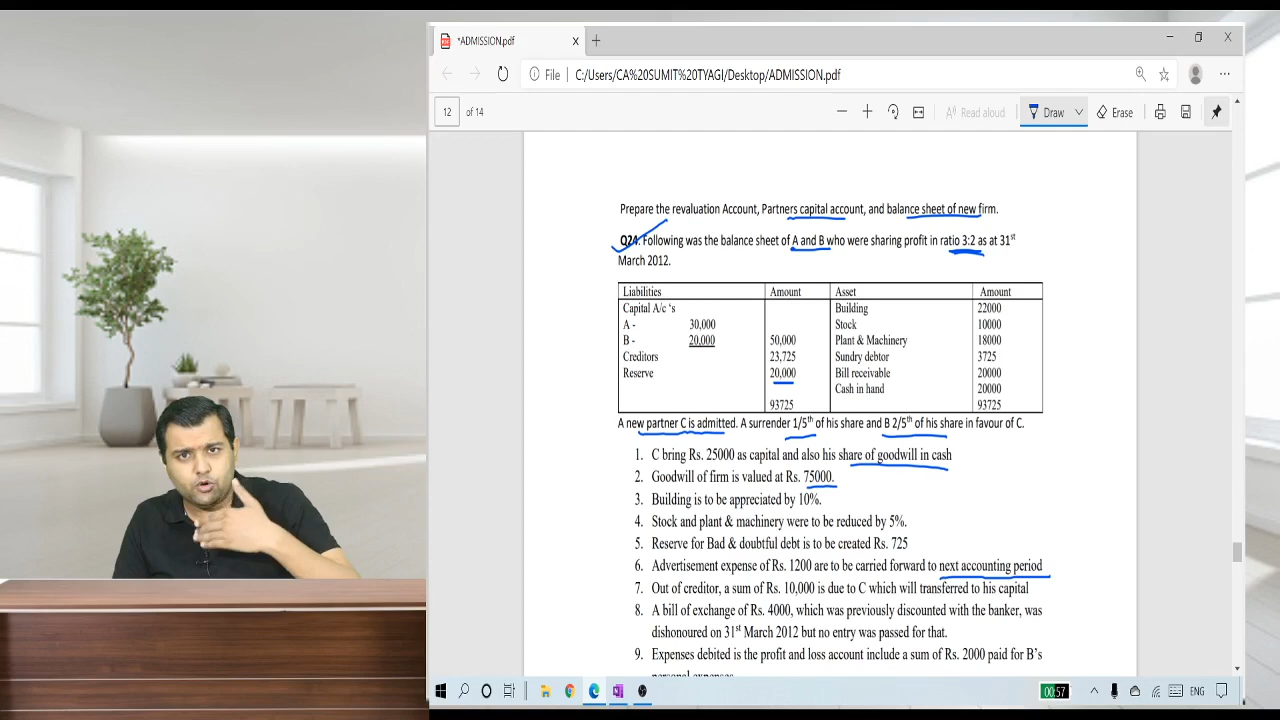 *ADMISSION.pdf
File | C:/Users/CA%20SUMIT%20TYAGI/Desktop/ADMISSION.pdf
12 of 14 Read aloud Draw Erase
Prepare the revaluation Account, Partners capital account, and balance sheet of new firm.
Q24. Following was the balance sheet of A and B who were sharing profit in ratio 3:2 as at 31st
March 2012.
Liabilities Amount Asset Amount
Capital A/c ‘s Building 22000
A - 30,000 Stock 10000
B - 20,000 50,000 Plant & Machinery 18000
Creditors 23,725 Sundry debtor 3725
Reserve 20,000 Bill receivable 20000
Cash in hand 20000
93725 93725
A new partner C is admitted. A surrender 1/5th of his share and B 2/5th of his share in favour of C.
1. C bring Rs. 25000 as capital and also his share of goodwill in cash
2. Goodwill of firm is valued at Rs. 75000.
3. Building is to be appreciated by 10%.
4. Stock and plant & machinery were to be reduced by 5%.
5. Reserve for Bad & doubtful debt is to be created Rs. 725
6. Advertisement expense of Rs. 1200 are to be carried forward to next accounting period
7. Out of creditor, a sum of Rs. 10,000 is due to C which will transferred to his capital
8. A bill of exchange of Rs. 4000, which was previously discounted with the banker, was
dishonoured on 31st March 2012 but no entry was passed for that.
9. Expenses debited is the profit and loss account include a sum of Rs. 2000 paid for B’s
personal expenses
00:57 ENG